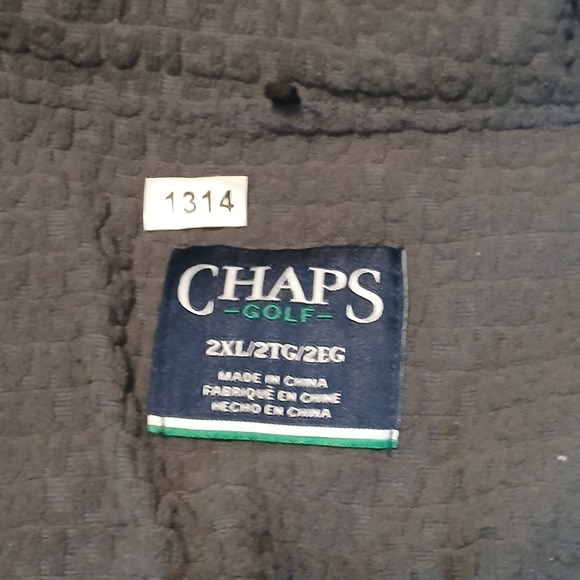 1314
CHAPS
-GOLF-
2XL/2TG/2EG
MADE IN CHINA
FABRIQUÉ EN CHINE
HECHO EN CHINA